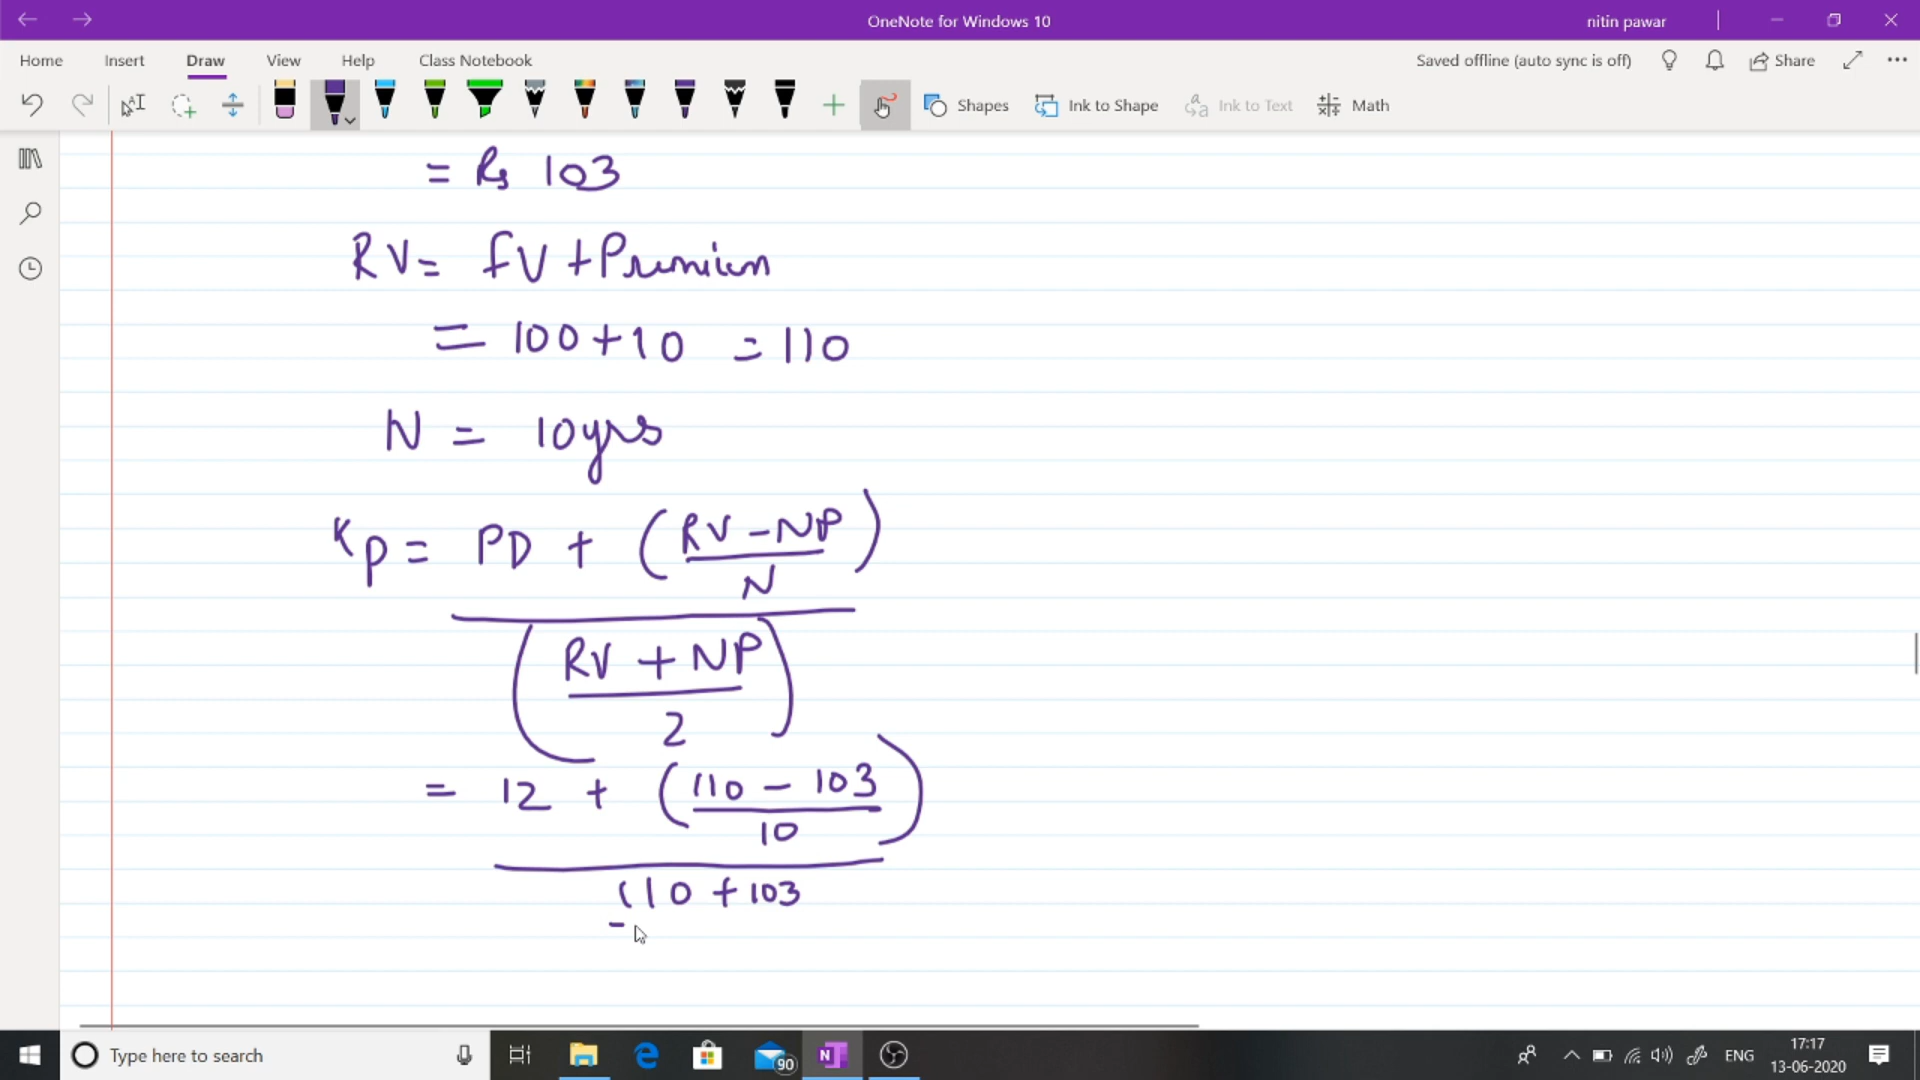 OneNote for Windows 10
nitin pawar
Home Insert Draw View Help Class Notebook
Saved offline (auto sync is off) Share
Shapes Ink to Shape Ink to Text Math
= Rs 103
RV= FV +Premium
= 100+10 =110
N = 10yrs
Kp = PD + (RV-NP
N)
(RV + NP
2)
= 12 + (110 - 103
10)
110 + 103
Type here to search
90
ENG
17:17
13-06-2020